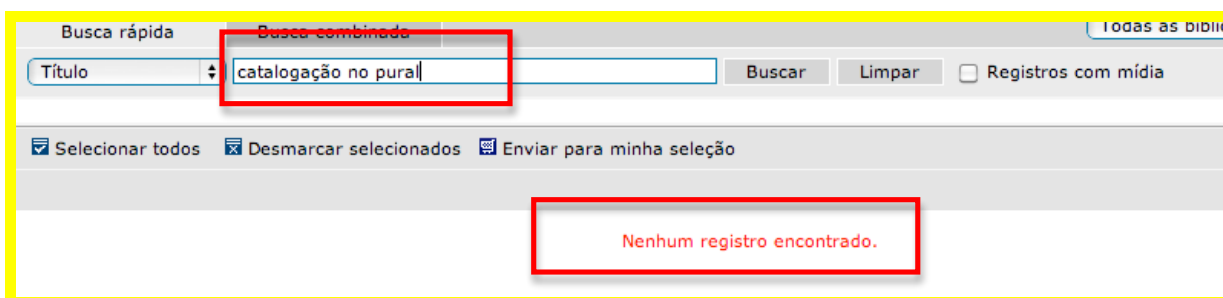 Busca rápida Busca combinada Todas as
Título catalogação no pural Buscar Limpar Registros com mídia
Selecionar todos Desmarcar selecionados Enviar para minha seleção
Nenhum registro encontrado.